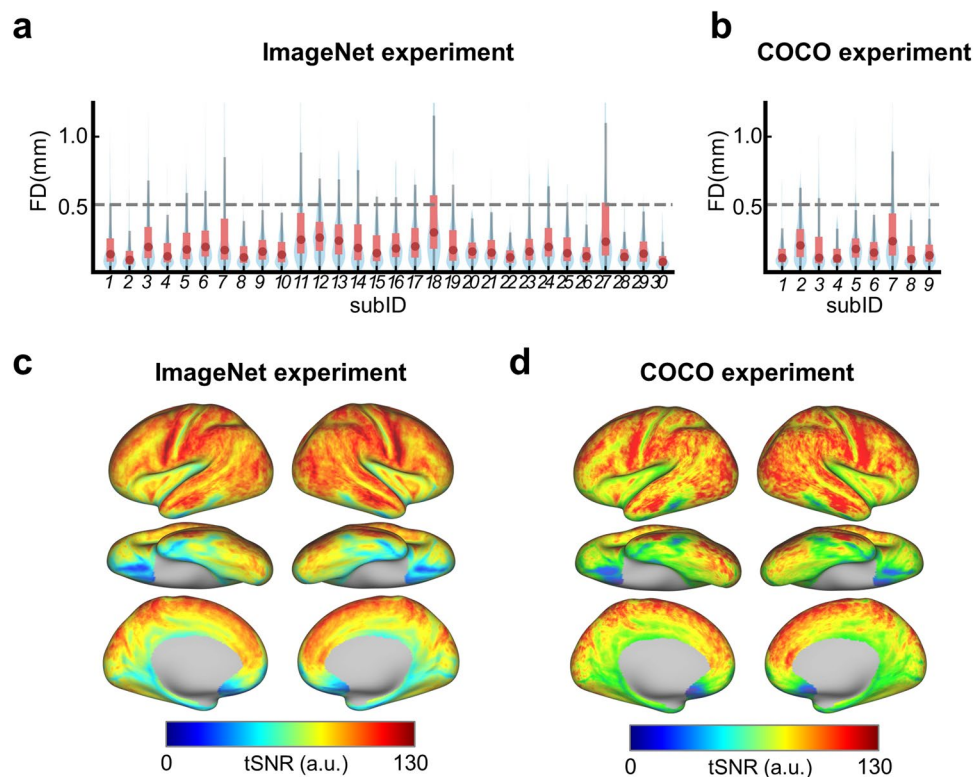 a
ImageNet experiment
FD(mm)
1.0
0.5
1 2 3 4 5 6 7 8 9 10 11 12 13 14 15 16 17 18 19 20 21 22 23 24 25 26 27 28 29 30
subID
b
COCO experiment
FD(mm)
1.0
0.5
1 2 3 4 5 6 7 8 9
subID
c
ImageNet experiment
0 tSNR (a.u.) 130
d
COCO experiment
0 tSNR (a.u.) 130